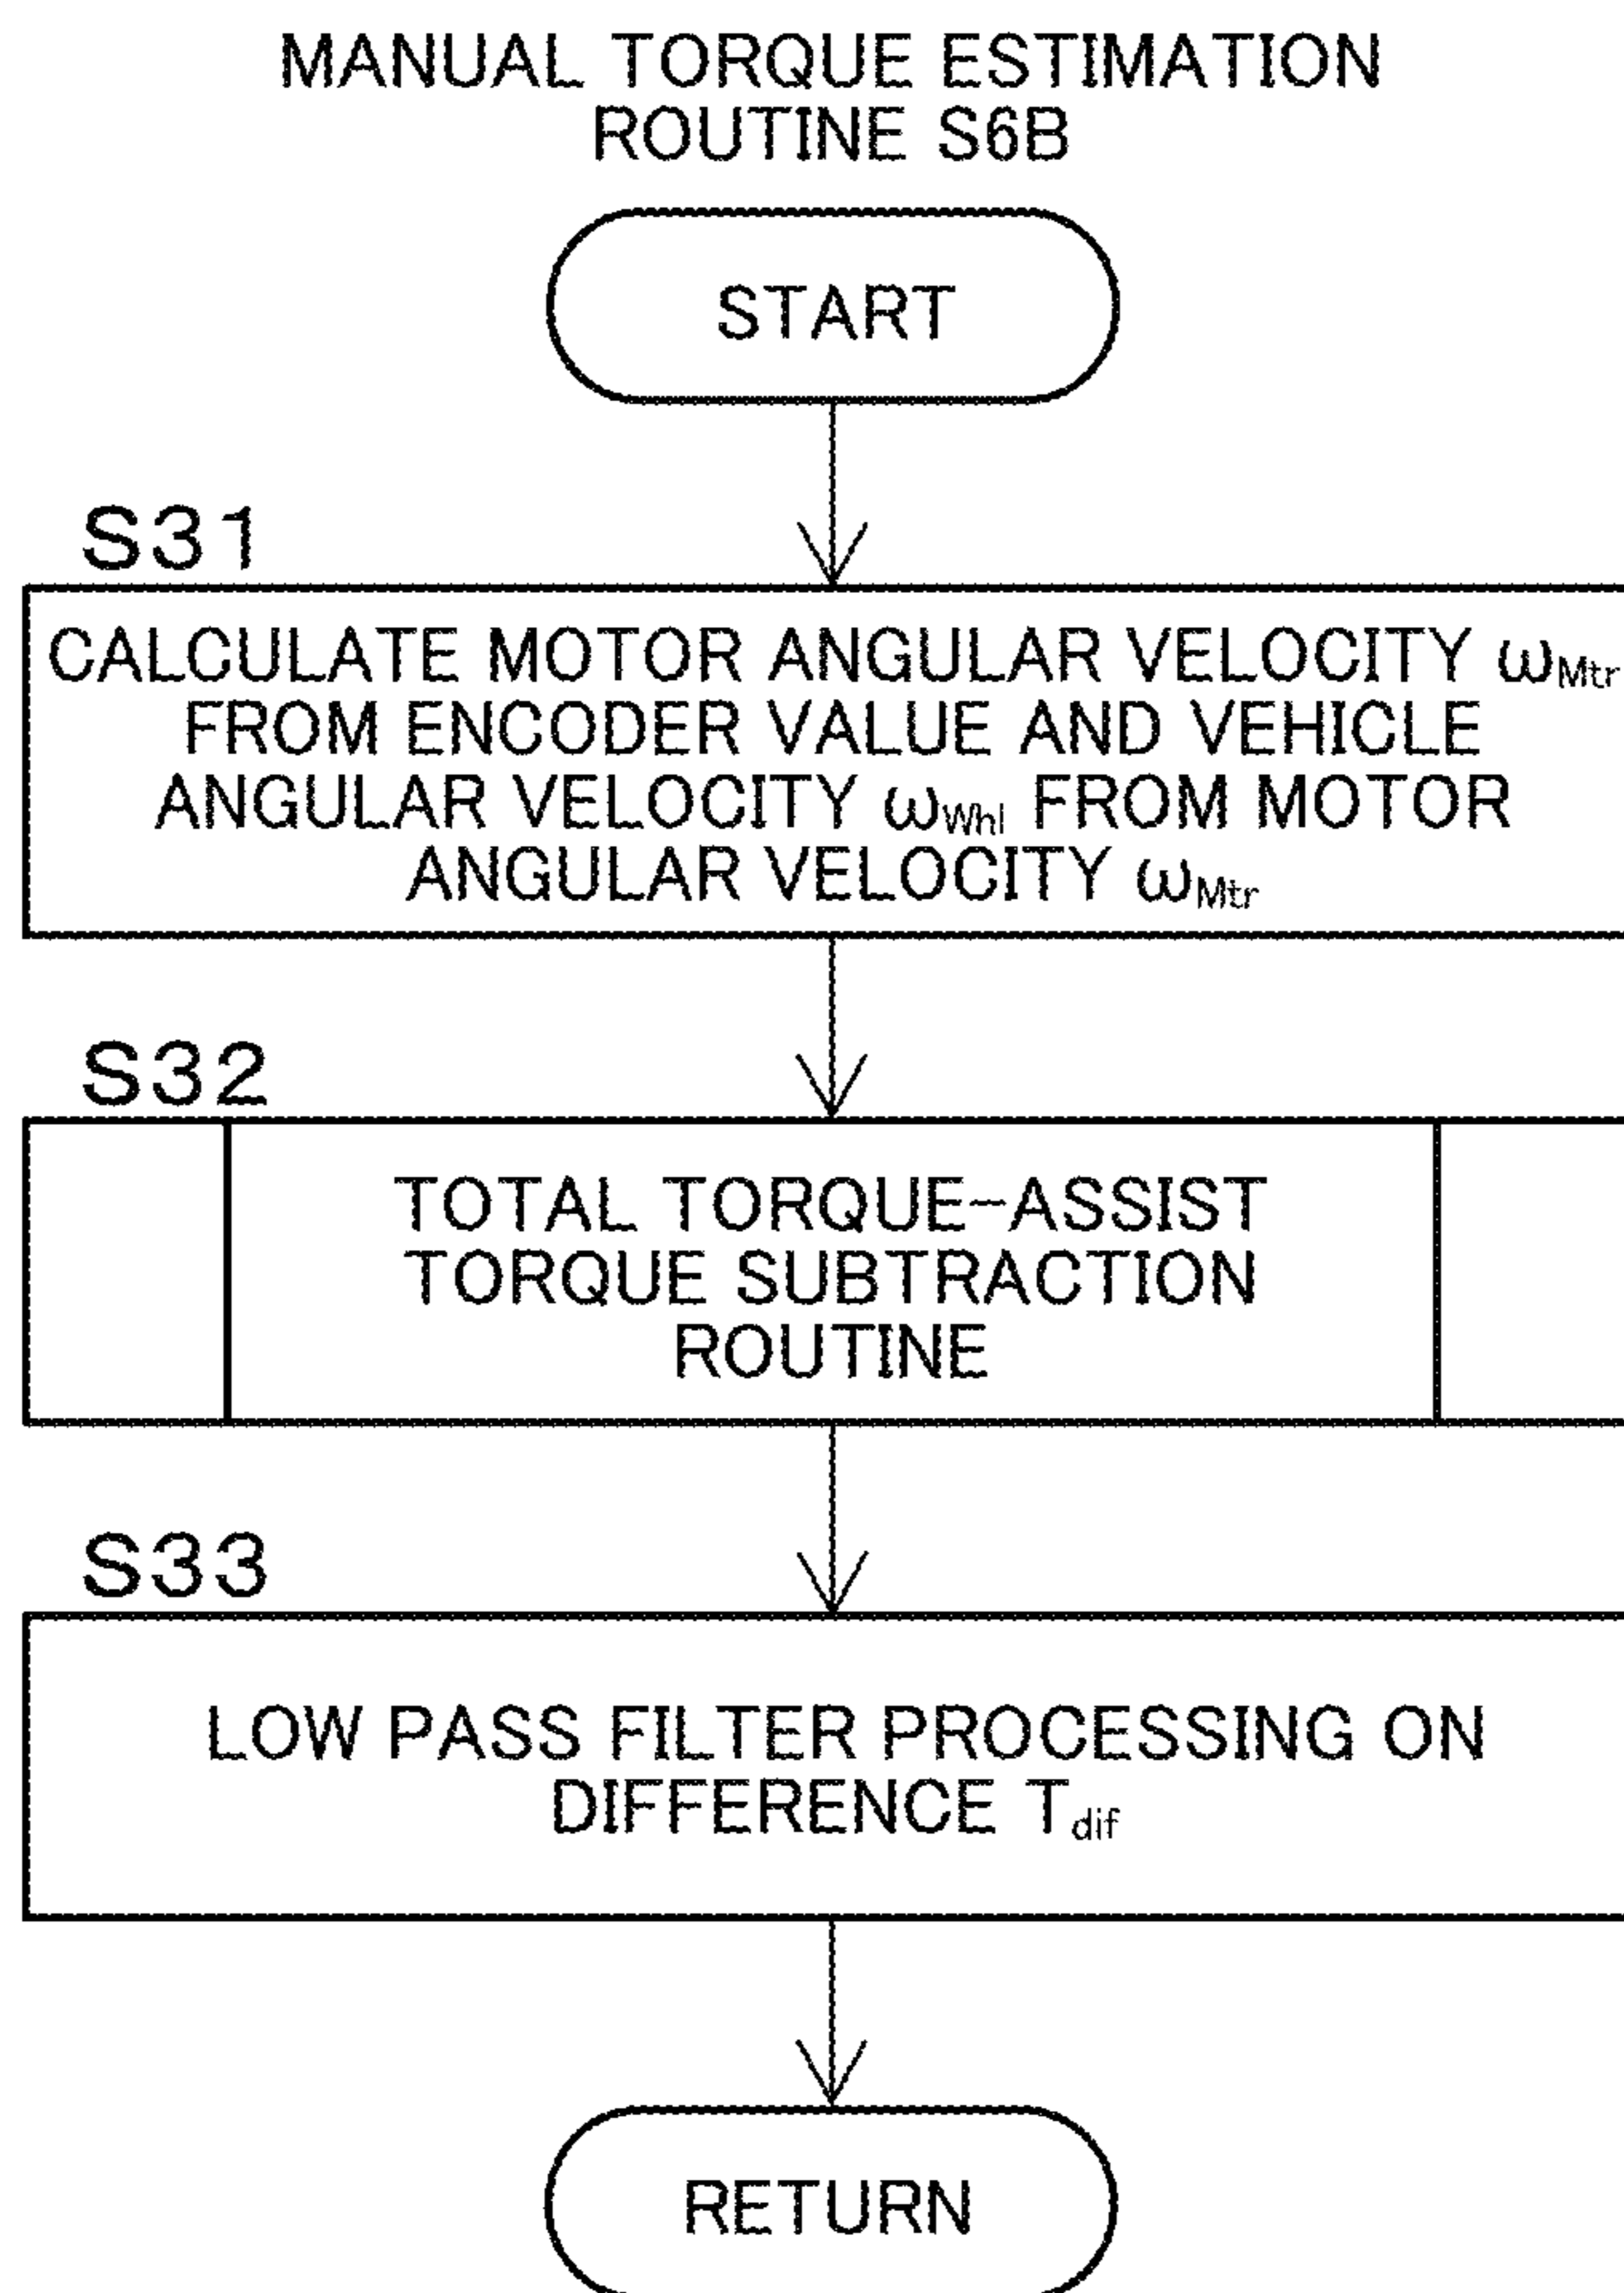 MANUAL TORQUE ESTIMATION
ROUTINE S6B
START
S31
CALCULATE MOTOR ANGULAR VELOCITY ωMtr
FROM ENCODER VALUE AND VEHICLE
ANGULAR VELOCITY ωWhl FROM MOTOR
ANGULAR VELOCITY ωMtr
S32
TOTAL TORQUE-ASSIST
TORQUE SUBTRACTION
ROUTINE
S33
LOW PASS FILTER PROCESSING ON
DIFFERENCE Tdif
RETURN